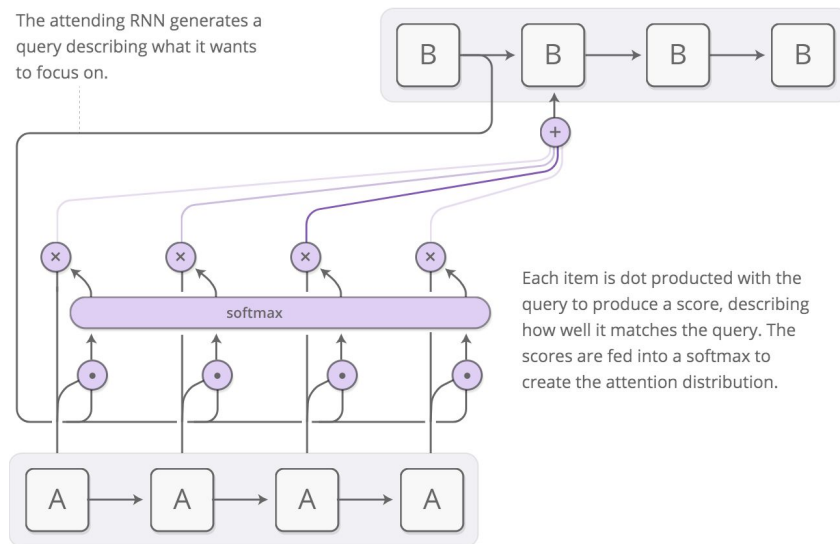 The attending RNN generates a
query describing what it wants
to focus on.
B B B B
+
× × × ×
Each item is dot producted with the
query to produce a score, describing
how well it matches the query. The
scores are fed into a softmax to
create the attention distribution.
softmax
• • • •
A A A A